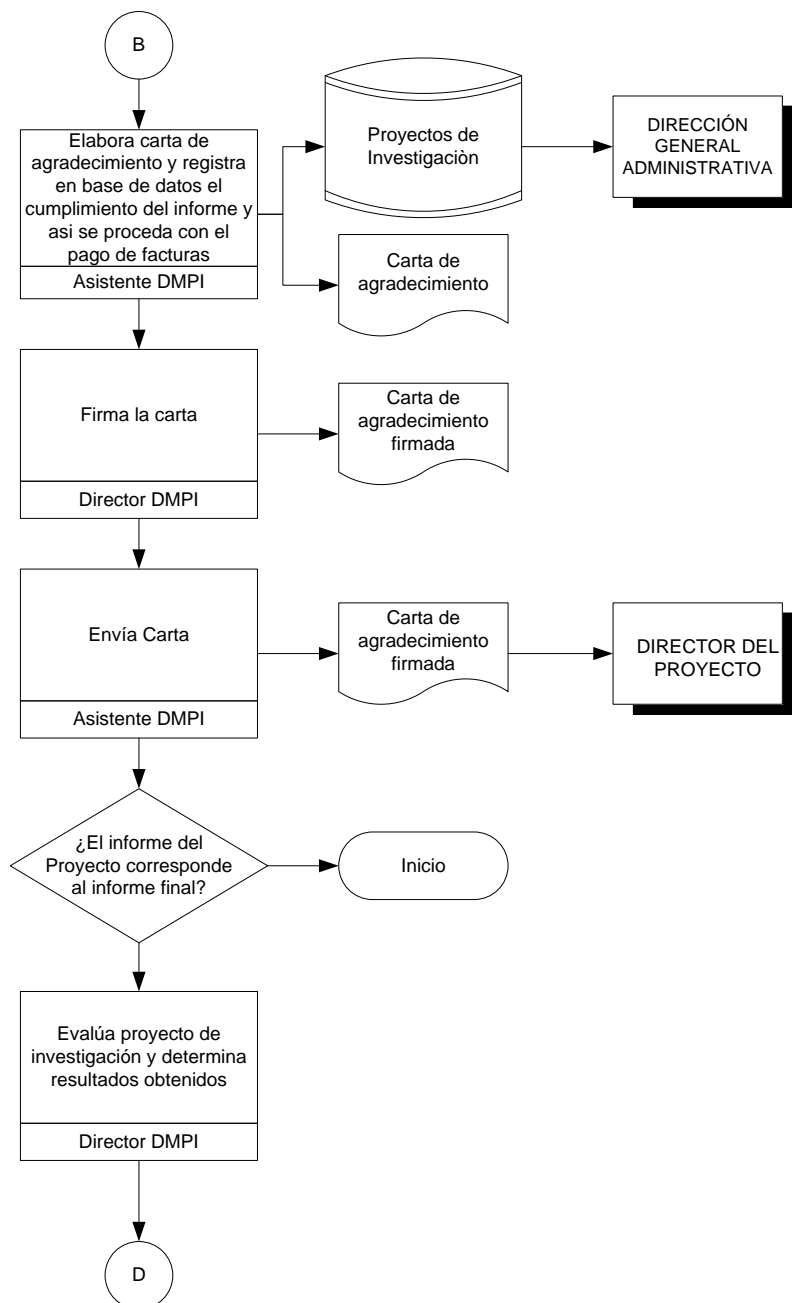 B
Elabora carta de
agradecimiento y registra
en base de datos el
cumplimiento del informe y
asi se proceda con el
pago de facturas
Asistente DMPI
Proyectos de
Investigaciòn
DIRECCIÓN
GENERAL
ADMINISTRATIVA
Carta de
agradecimiento
Firma la carta
Director DMPI
Carta de
agradecimiento
firmada
Envía Carta
Asistente DMPI
Carta de
agradecimiento
firmada
DIRECTOR DEL
PROYECTO
¿El informe del
Proyecto corresponde
al informe final?
Inicio
Evalúa proyecto de
investigación y determina
resultados obtenidos
Director DMPI
D